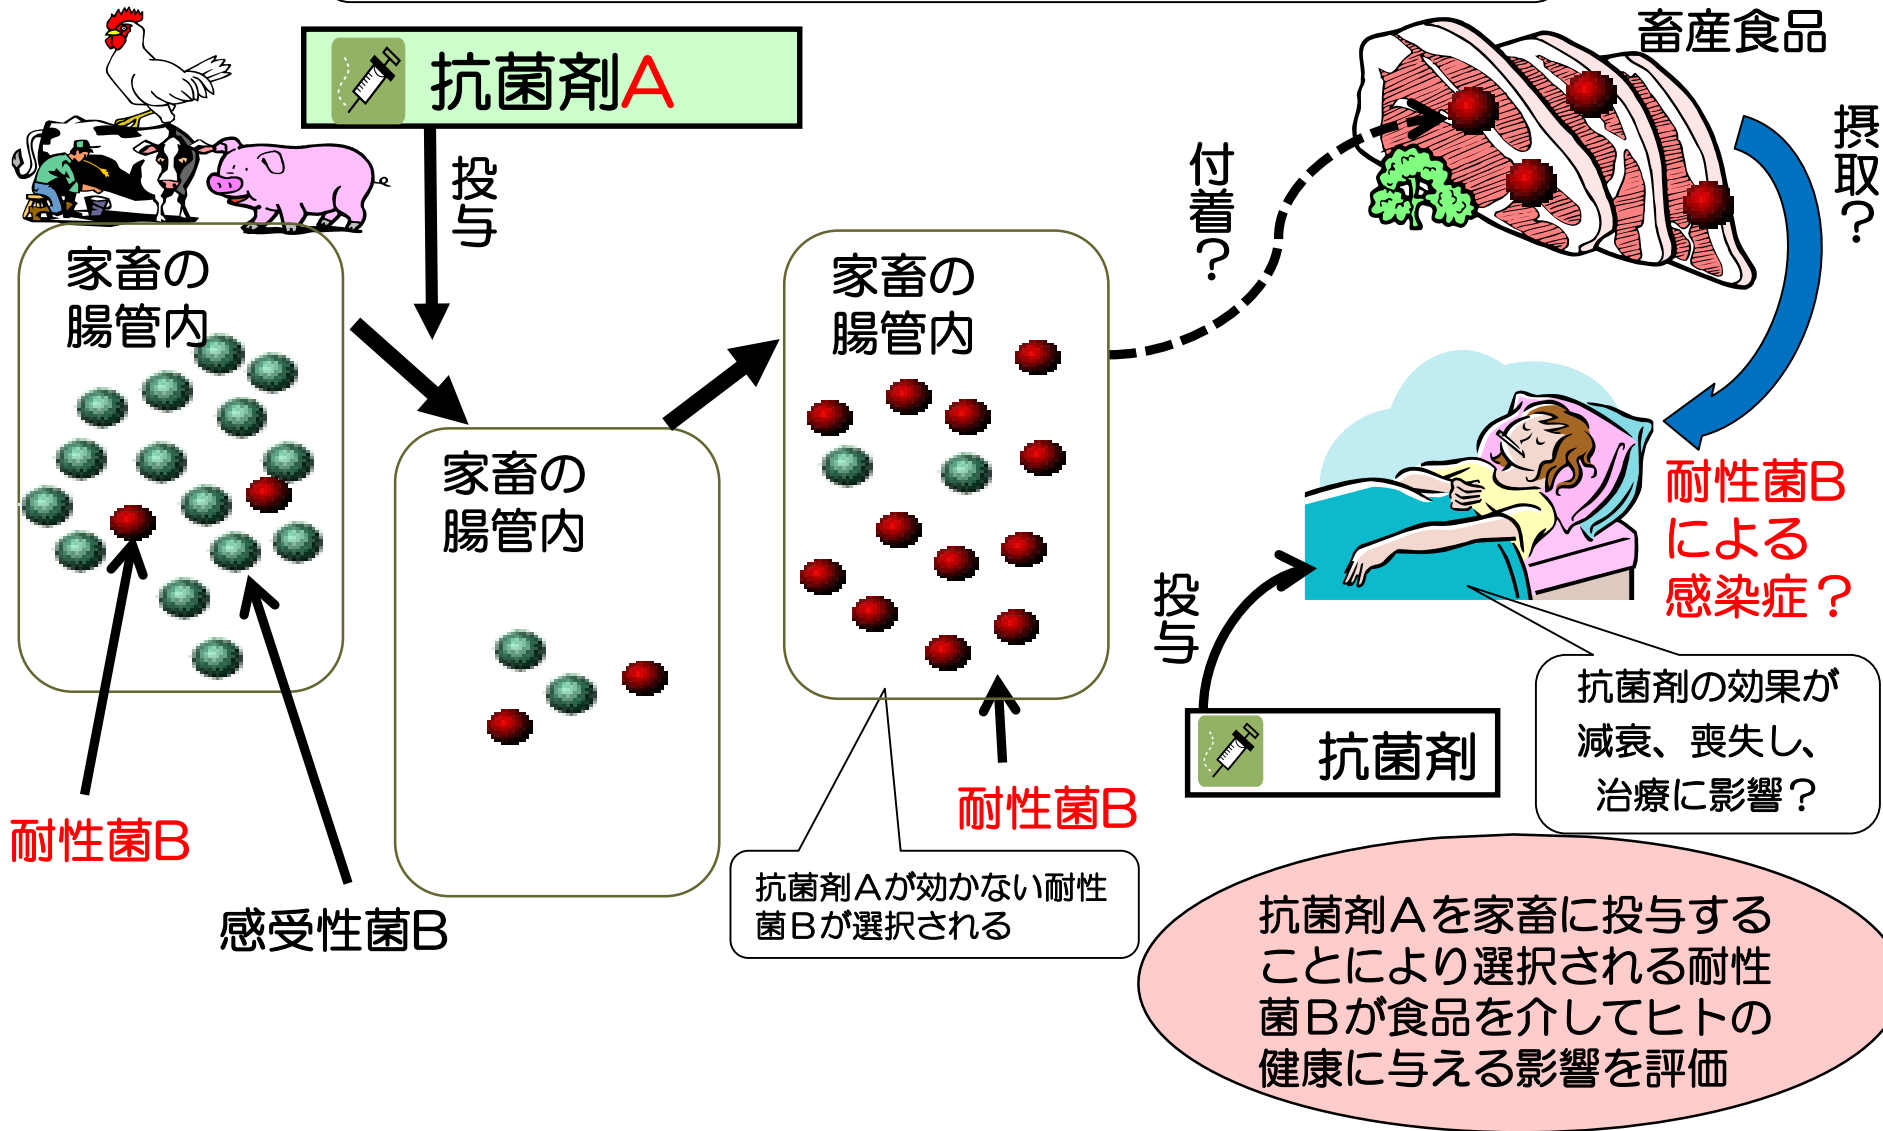 抗菌剤A
投与
家畜の
腸管内
耐性菌B
感受性菌B
家畜の
腸管内
家畜の
腸管内
耐性菌B
抗菌剤Aが効かない耐性
菌Bが選択される
付着?
畜産食品
摂取?
耐性菌B
による
感染症？
投与
抗菌剤
抗菌剤の効果が
減衰、喪失し、
治療に影響？
抗菌剤Aを家畜に投与する
ことにより選択される耐性
菌Bが食品を介してヒトの
健康に与える影響を評価